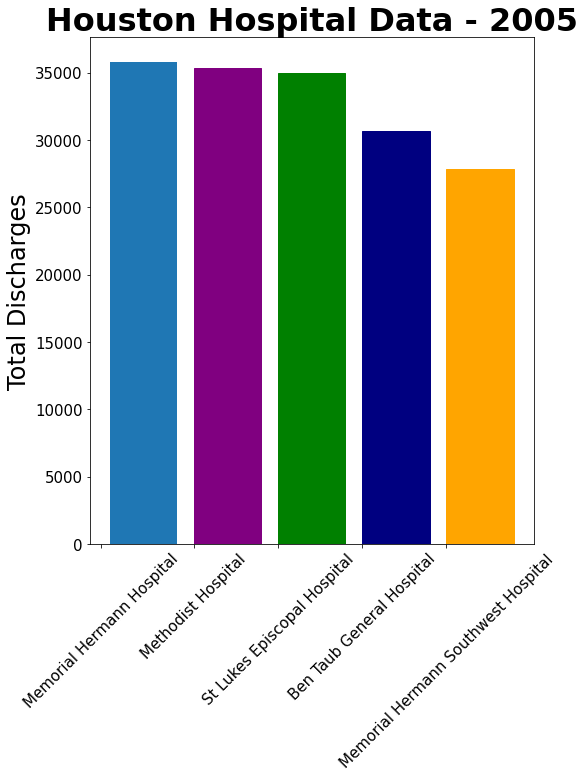 Houston Hospital Data - 2005
Total Discharges
35000
30000
25000
20000
15000
10000
5000
0
Memorial Hermann Hospital
Methodist Hospital
St Lukes Episcopal Hospital
Ben Taub General Hospital
Memorial Hermann Southwest Hospital